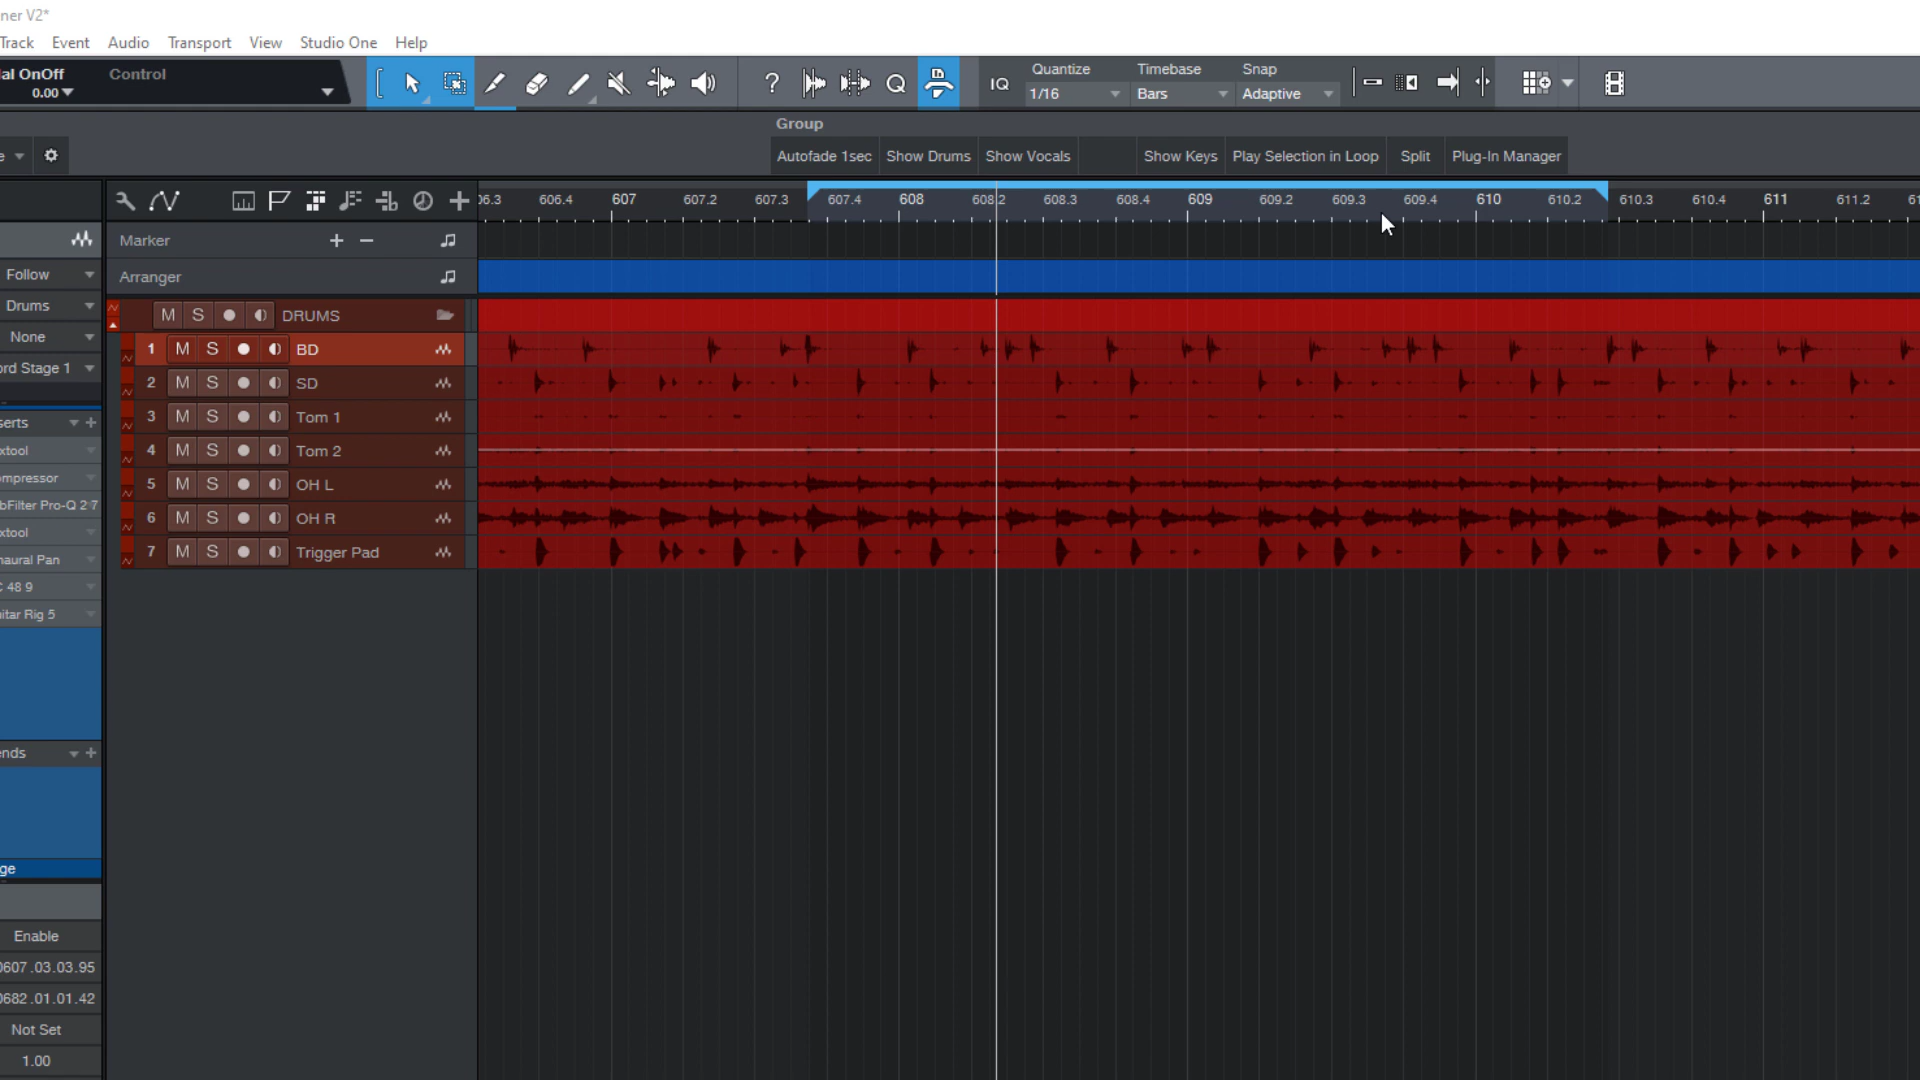 ner V2*
Track Event Audio Transport View Studio One Help
al OnOff Control
0.00
IQ Quantize Timebase Snap
1/16 Bars Adaptive
Group
e Autofade 1sec Show Drums Show Vocals Show Keys Play Selection in Loop Split Plug-In Manager
06.3 606.4 607 607.2 607.3 607.4 608 608.2 608.3 608.4 609 609.2 609.3 609.4 610 610.2 610.3 610.4 611 611.2 61
Marker
Follow
Arranger
Drums
M S DRUMS
None
1 M S BD
ord Stage 1
2 M S SD
3 M S Tom 1
serts
4 M S Tom 2
xtool
ompressor
5 M S OH L
bFilter Pro-Q 2 7
6 M S OH R
xtool
7 M S Trigger Pad
naural Pan
C 48 9
itar Rig 5
ends
ge
Enable
0607.03.03.95
0682.01.01.42
Not Set
1.00